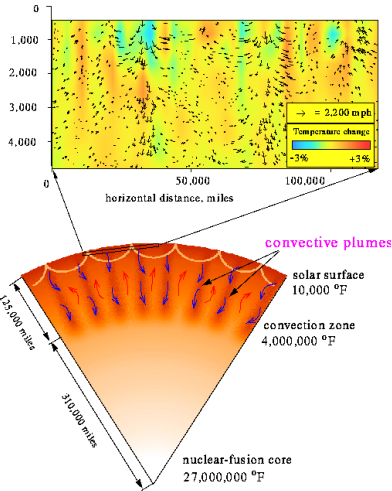 0
1,000
2,000
3,000
4,000
→ = 2,200 mph
Temperature change
-3% +3%
0 50,000 100,000
horizontal distance, miles
convective plumes
solar surface
10,000 °F
convection zone
4,000,000 °F
125,000 miles
310,000 miles
nuclear-fusion core
27,000,000 °F